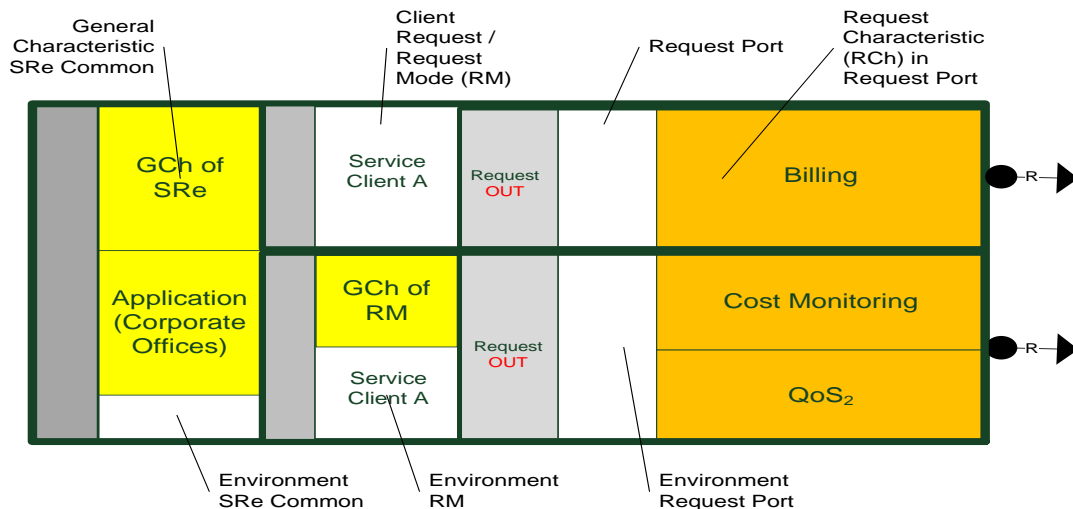 General
Characteristic
SRe Common
Client
Request /
Request
Mode (RM)
Request Port
Request
Characteristic
(RCh) in
Request Port
GCh of
SRe
Service
Client A
Request
OUT
Billing
R
Application
(Corporate
Offices)
GCh of
RM
Service
Client A
Request
OUT
Cost Monitoring
QoS₂
R
Environment
SRe Common
Environment
RM
Environment
Request Port